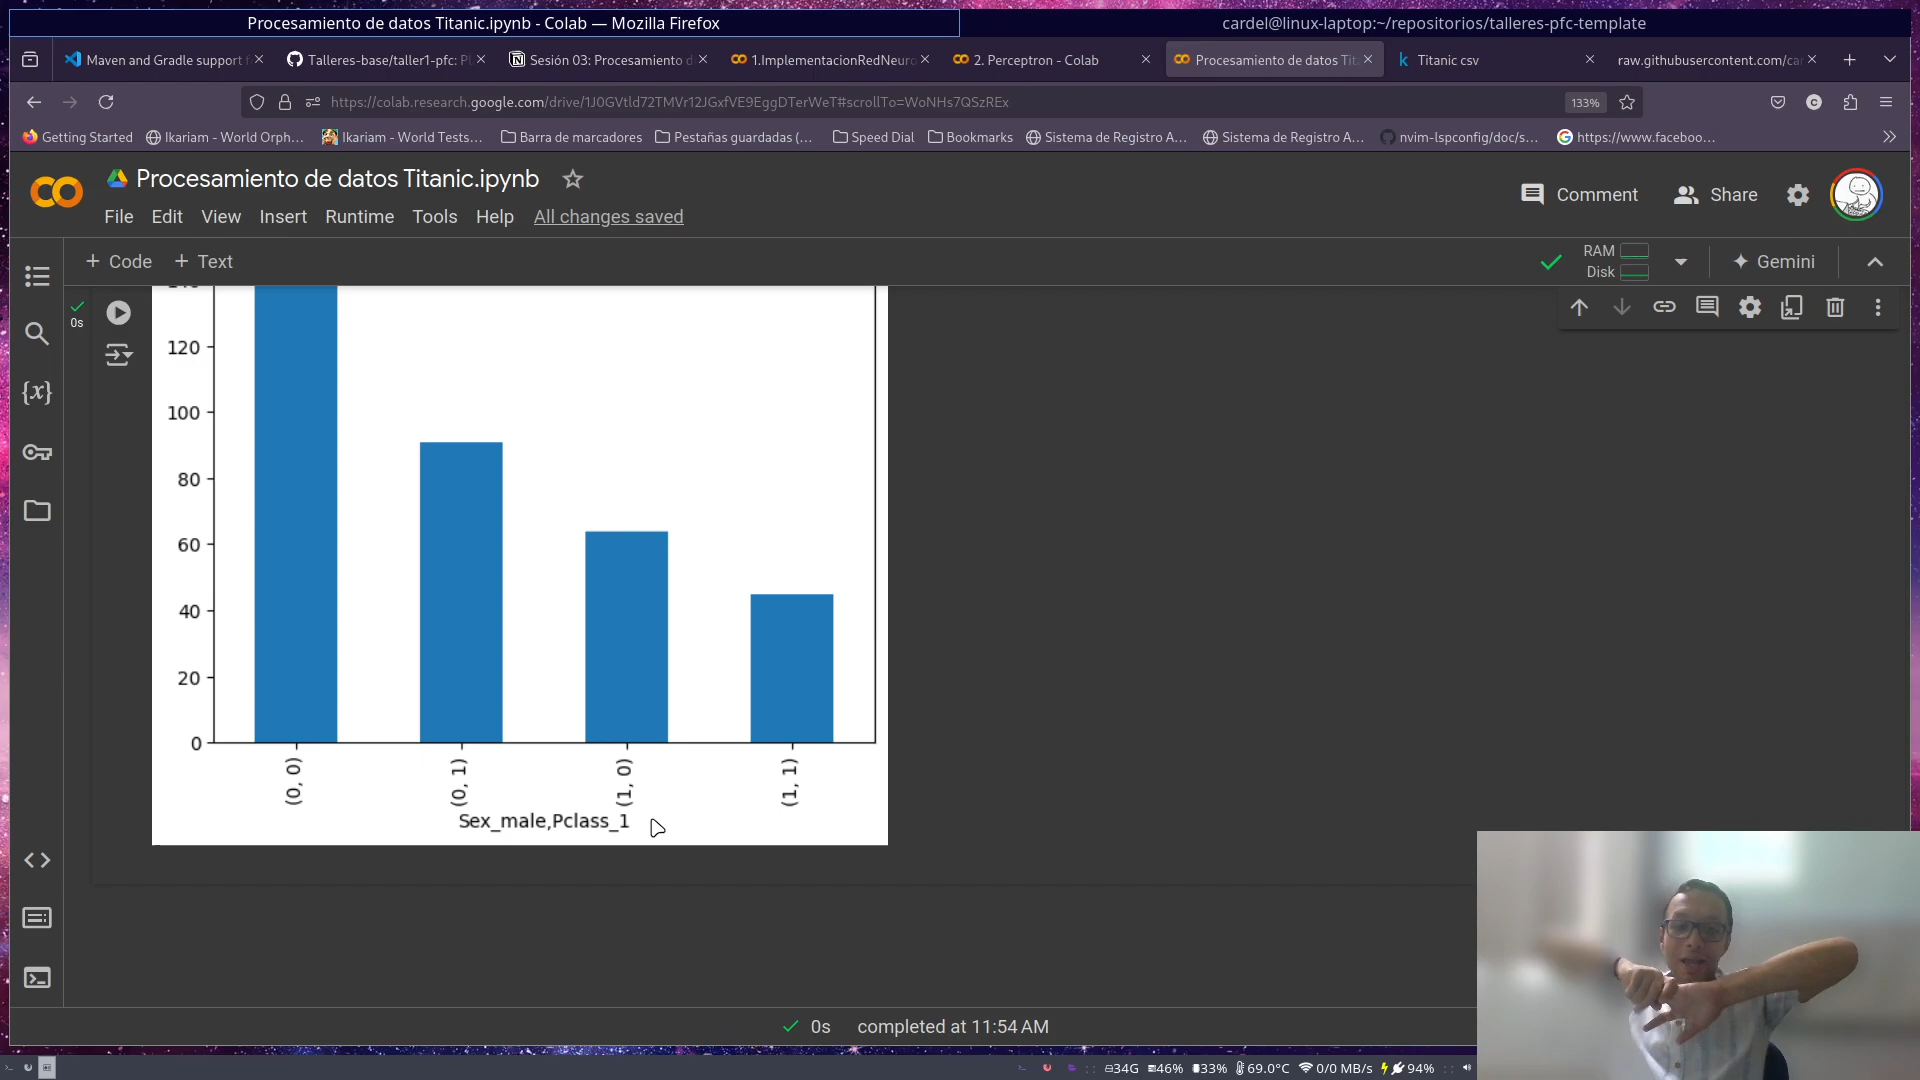 Procesamiento de datos Titanic.ipynb - Colab — Mozilla Firefox
cardel@linux-laptop:~/repositorios/talleres-pfc-template
Maven and Gradle support f
Talleres-base/taller1-pfc: Pl
Sesión 03: Procesamiento d
1.ImplementacionRedNeuro
2. Perceptron - Colab
Procesamiento de datos Tit
Titanic csv
raw.githubusercontent.com/car
https://colab.research.google.com/drive/1J0GVtld72TMVr12JGxfVE9EggDTerWeT#scrollTo=WoNHs7QSzREx
133%
Getting Started
Ikariam - World Orph...
Ikariam - World Tests...
Barra de marcadores
Pestañas guardadas (...
Speed Dial
Bookmarks
Sistema de Registro A...
Sistema de Registro A...
nvim-lspconfig/doc/s...
https://www.faceboo...
Procesamiento de datos Titanic.ipynb
Comment
Share
File Edit View Insert Runtime Tools Help All changes saved
+ Code + Text
RAM
Disk
Gemini
0s
120
100
80
60
40
20
0
(0, 0)
(0, 1)
(1, 0)
(1, 1)
Sex_male,Pclass_1
0s completed at 11:54 AM
34G 46% 33% 69.0°C 0/0 MB/s 94%